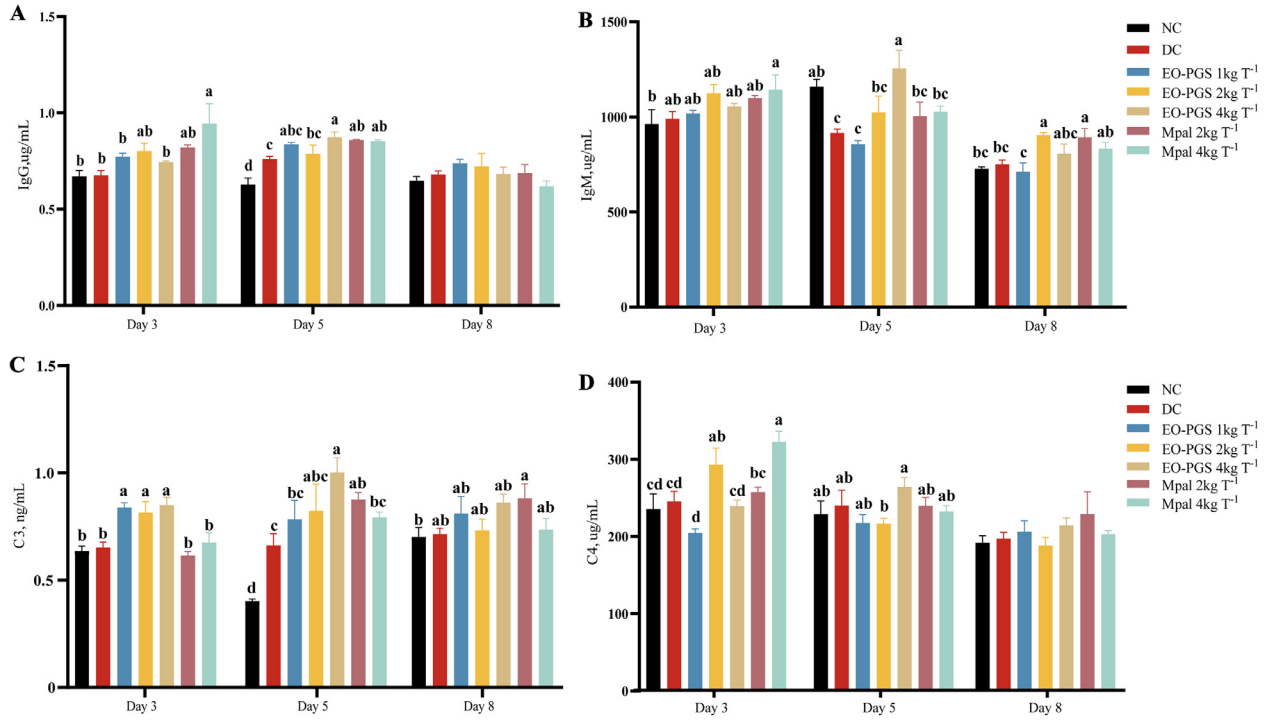 A
IgG,ug/mL
1.5
1.0
0.5
0.0
b b b ab b ab a
d c abc bc a ab ab
Day 3 Day 5 Day 8
B
IgM,ug/mL
1500
1000
500
0
b ab ab ab ab ab a
ab c c bc a bc bc
bc bc c a abc a ab
Day 3 Day 5 Day 8
NC
DC
EO-PGS 1kg T⁻¹
EO-PGS 2kg T⁻¹
EO-PGS 4kg T⁻¹
Mpal 2kg T⁻¹
Mpal 4kg T⁻¹
C
C3, ng/mL
1.5
1.0
0.5
0
b b a a a b b
d c bc abc a abc bc
b ab ab ab ab a ab
Day 3 Day 5 Day 8
D
C4, ug/mL
400
300
200
100
0
cd cd d ab cd bc a
ab ab ab b a ab ab
Day 3 Day 5 Day 8
NC
DC
EO-PGS 1kg T⁻¹
EO-PGS 2kg T⁻¹
EO-PGS 4kg T⁻¹
Mpal 2kg T⁻¹
Mpal 4kg T⁻¹